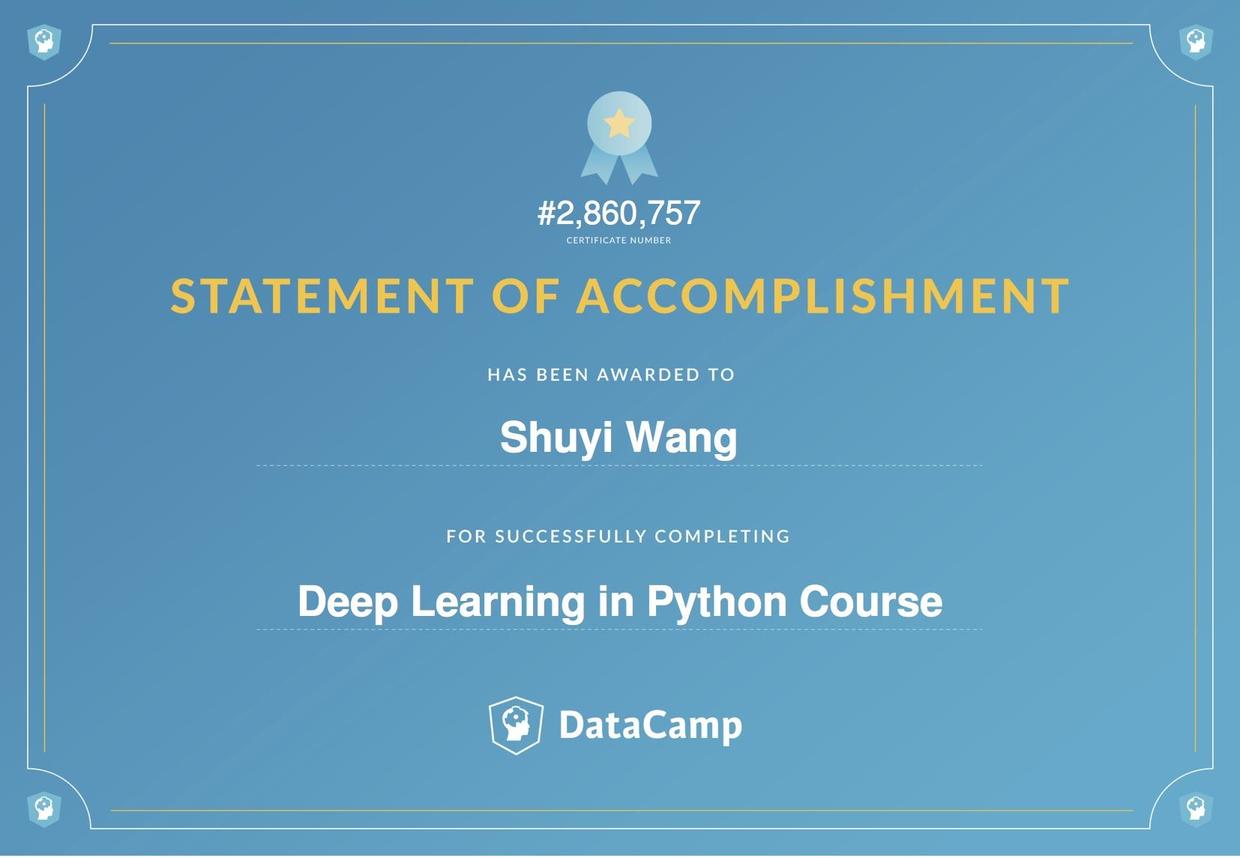 #2,860,757
CERTIFICATE NUMBER
STATEMENT OF ACCOMPLISHMENT
HAS BEEN AWARDED TO
Shuyi Wang
FOR SUCCESSFULLY COMPLETING
Deep Learning in Python Course
DataCamp